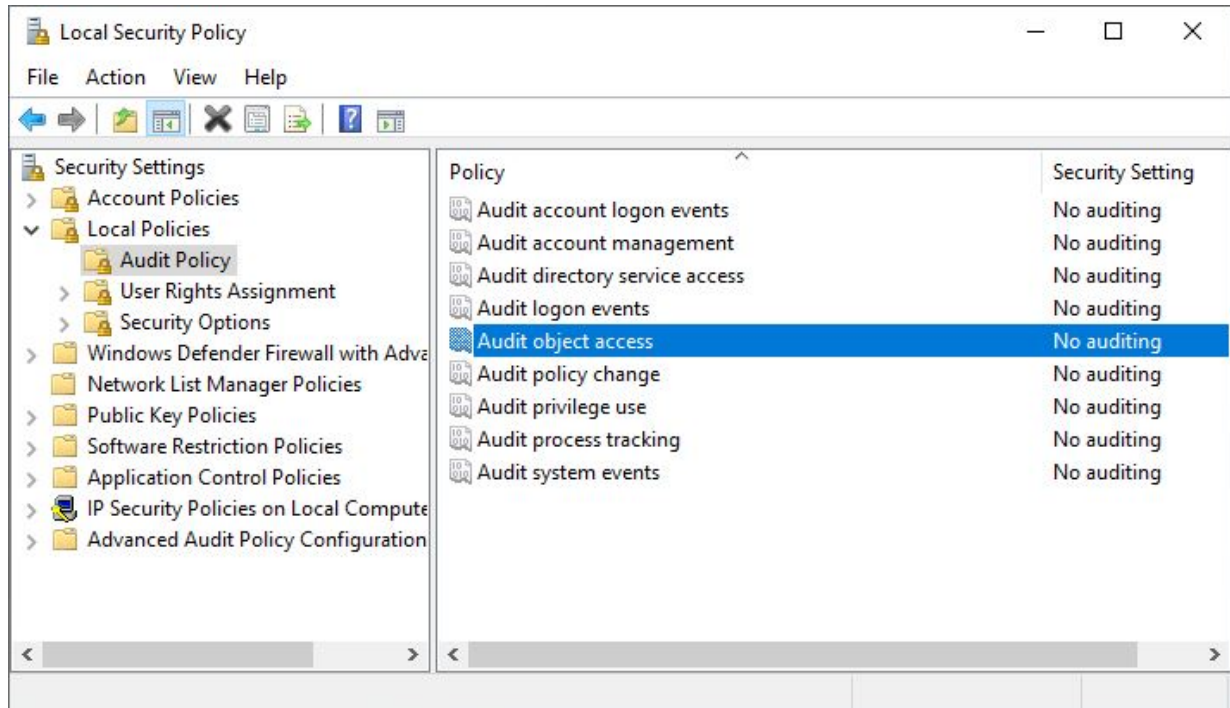 Local Security Policy
File Action View Help
Security Settings
Account Policies
Local Policies
Audit Policy
User Rights Assignment
Security Options
Windows Defender Firewall with Adva
Network List Manager Policies
Public Key Policies
Software Restriction Policies
Application Control Policies
IP Security Policies on Local Compute
Advanced Audit Policy Configuration
Policy Security Setting
Audit account logon events No auditing
Audit account management No auditing
Audit directory service access No auditing
Audit logon events No auditing
Audit object access No auditing
Audit policy change No auditing
Audit privilege use No auditing
Audit process tracking No auditing
Audit system events No auditing